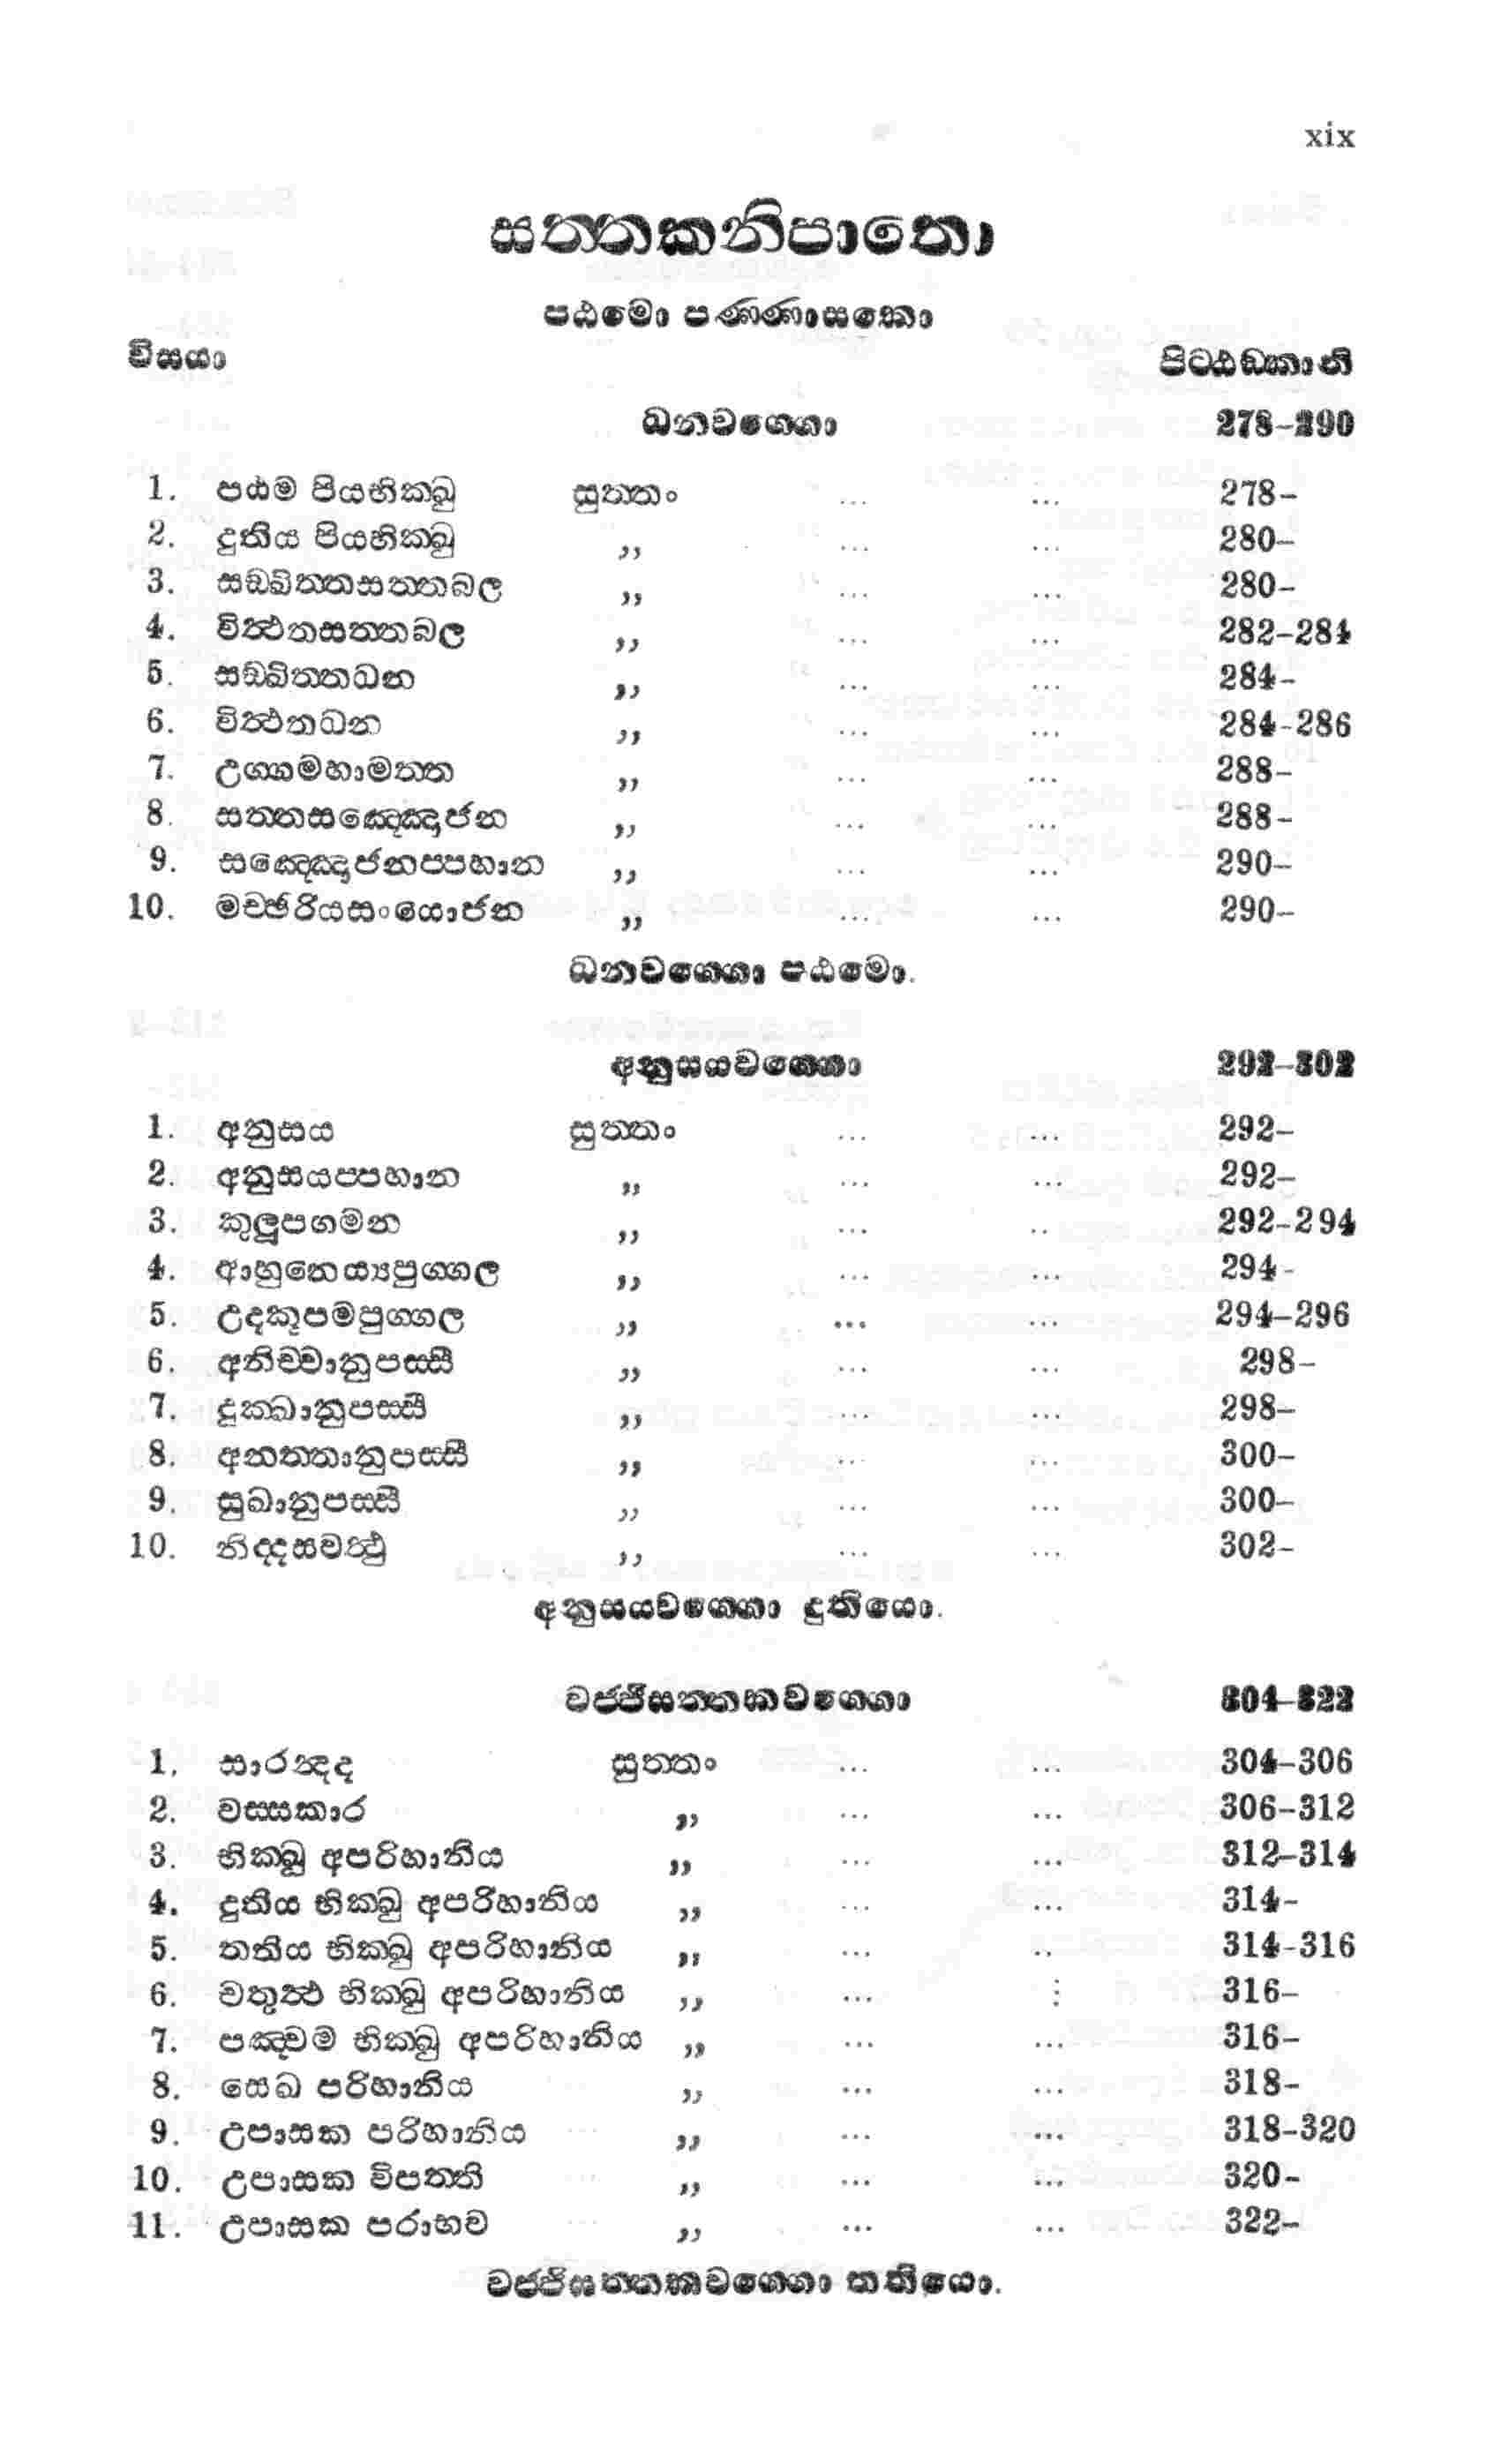 xix
සත්තකනිපාතො
පඨමො පණ්ණාසකො
විසයා පිට්ඨඞ්කානි
ධනවග්ගො 278-290
1. පඨම පියභික්ඛු සුත්තං ... ... 278-
2. දුතිය පියභික්ඛු ,, ... ... 280-
3. සඞ්ඛිත්තසත්තබල ,, ... ... 280-
4. විත්ථතසත්තබල ,, ... ... 282-284
5. සඞ්ඛිත්තධන ,, ... ... 284-
6. විත්ථතධන ,, ... ... 284-286
7. උග්ගමහාමත්ත ,, ... ... 288-
8. සත්තසඤ්ඤොජන ,, ... ... 288-
9. සඤ්ඤොජනප්පහාන ,, ... ... 290-
10. මච්ඡරියසංයොජන ,, ... ... 290-
ධනවග්ගො පඨමො.
අනුසයවග්ගො 292-302
1. අනුසය සුත්තං ... ... 292-
2. අනුසයප්පහාන ,, ... ... 292-
3. කුලූපගමන ,, ... .. 292-294
4. ආහුනෙය්‍යපුග්ගල ,, ... ... 294-
5. උදකූපමපුග්ගල ,, ... ... 294-296
6. අනිච්චානුපස්සී ,, ... ... 298-
7. දුක්ඛානුපස්සී ,, ... ... 298-
8. අනත්තානුපස්සී ,, ... ... 300-
9. සුඛානුපස්සී ,, ... ... 300-
10. නිද්දසවත්ථු ,, ... ... 302-
අනුසයවග්ගො දුතියො.
වජ්ජිසත්තකවග්ගො 304-322
1. සාරන්දද සුත්තං ... ... 304-306
2. වස්සකාර ,, ... ... 306-312
3. භික්ඛු අපරිහානිය ,, ... ... 312-314
4. දුතිය භික්ඛු අපරිහානිය ,, ... ... 314-
5. තතිය භික්ඛු අපරිහානිය ,, ... .. 314-316
6. චතුත්ථ භික්ඛු අපරිහානිය ,, ... ... 316-
7. පඤ්චම භික්ඛු අපරිහානිය ,, ... ... 316-
8. සෙඛ පරිහානිය ,, ... ... 318-
9. උපාසක පරිහානිය ,, ... ... 318-320
10. උපාසක විපත්ති ,, ... ... 320-
11. උපාසක පරාභව ,, ... ... 322-
වජ්ජිසත්තකවග්ගො තතියො.